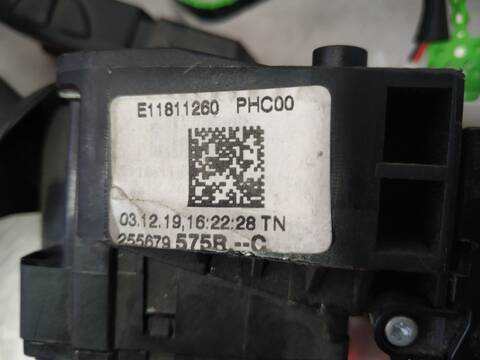 E11811260 PHC00
03.12.19,16:22:28 TN
255679 575R --C